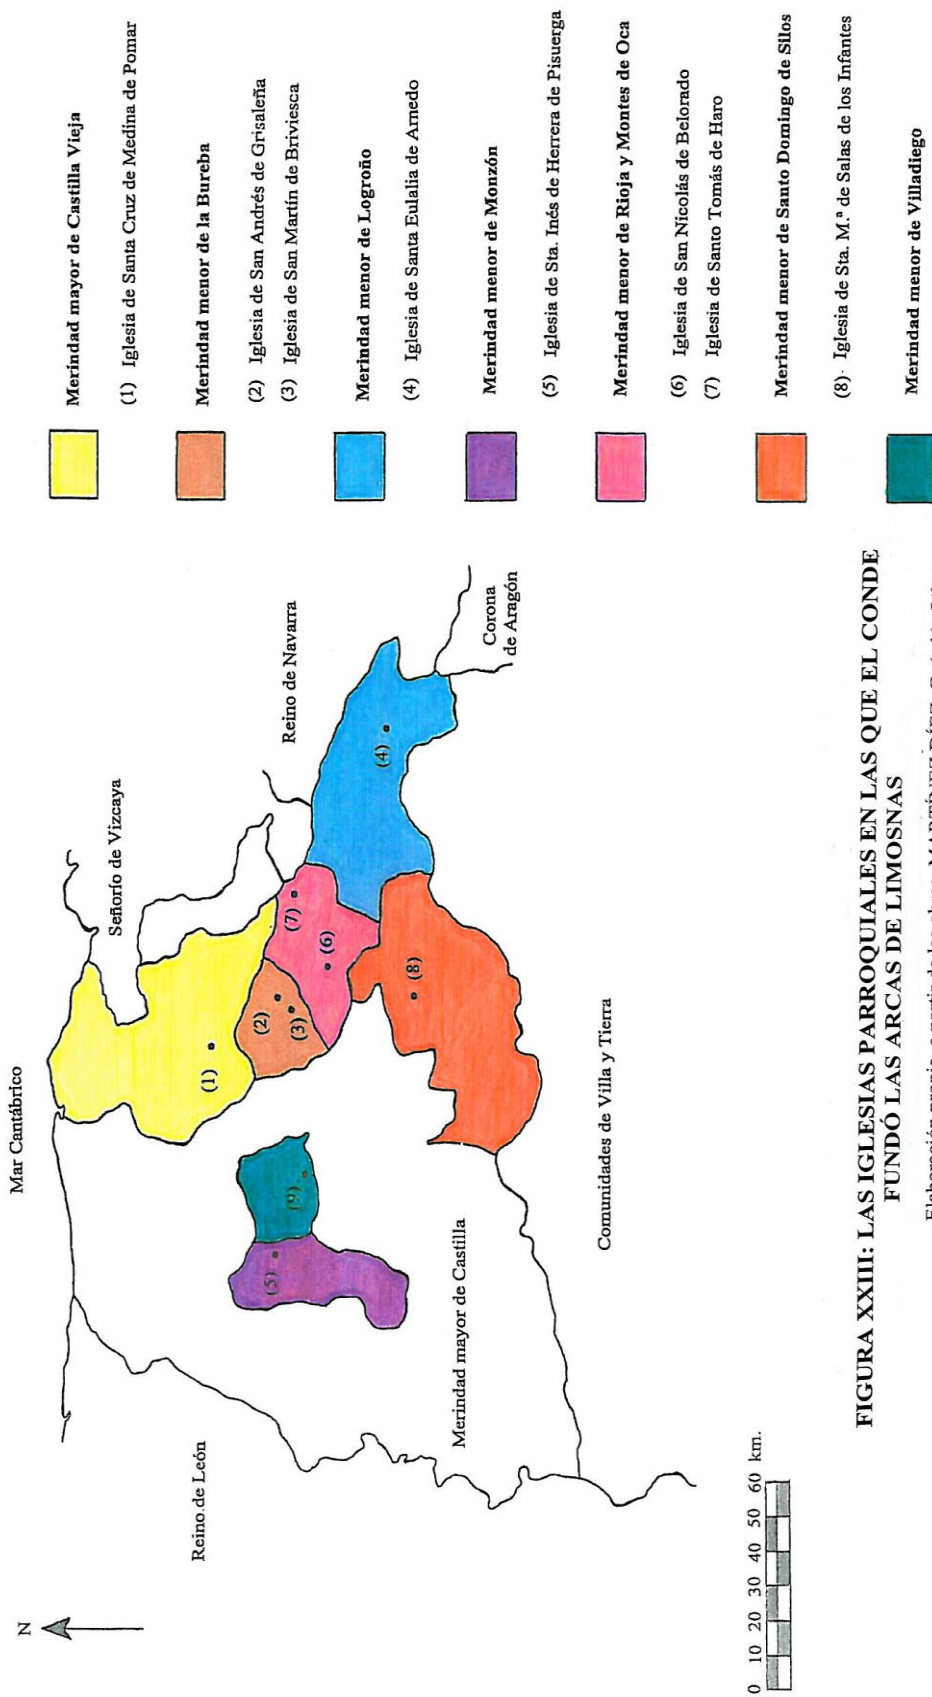 N
Mar Cantábrico
Señorío de Vizcaya
Reino de Navarra
Reino.de León
Corona
de Aragón
Merindad mayor de Castilla
Comunidades de Villa y Tierra
(1)
(2)
(3)
(4)
(5)
(6)
(7)
(8)
(9)
0 10 20 30 40 50 60 km.
Merindad mayor de Castilla Vieja
(1) Iglesia de Santa Cruz de Medina de Pomar
Merindad menor de la Bureba
(2) Iglesia de San Andrés de Grisaleña
(3) Iglesia de San Martín de Briviesca
Merindad menor de Logroño
(4) Iglesia de Santa Eulalia de Arnedo
Merindad menor de Monzón
(5) Iglesia de Sta. Inés de Herrera de Pisuerga
Merindad menor de Rioja y Montes de Oca
(6) Iglesia de San Nicolás de Belorado
(7) Iglesia de Santo Tomás de Haro
Merindad menor de Santo Domingo de Silos
(8)· Iglesia de Sta. M.ª de Salas de los Infantes
Merindad menor de Villadiego
FIGURA XXIII: LAS IGLESIAS PARROQUIALES EN LAS QUE EL CONDE
FUNDÓ LAS ARCAS DE LIMOSNAS
Elaboración propia, a partir de las obras: MARTÍNEZ DÍEZ, G.